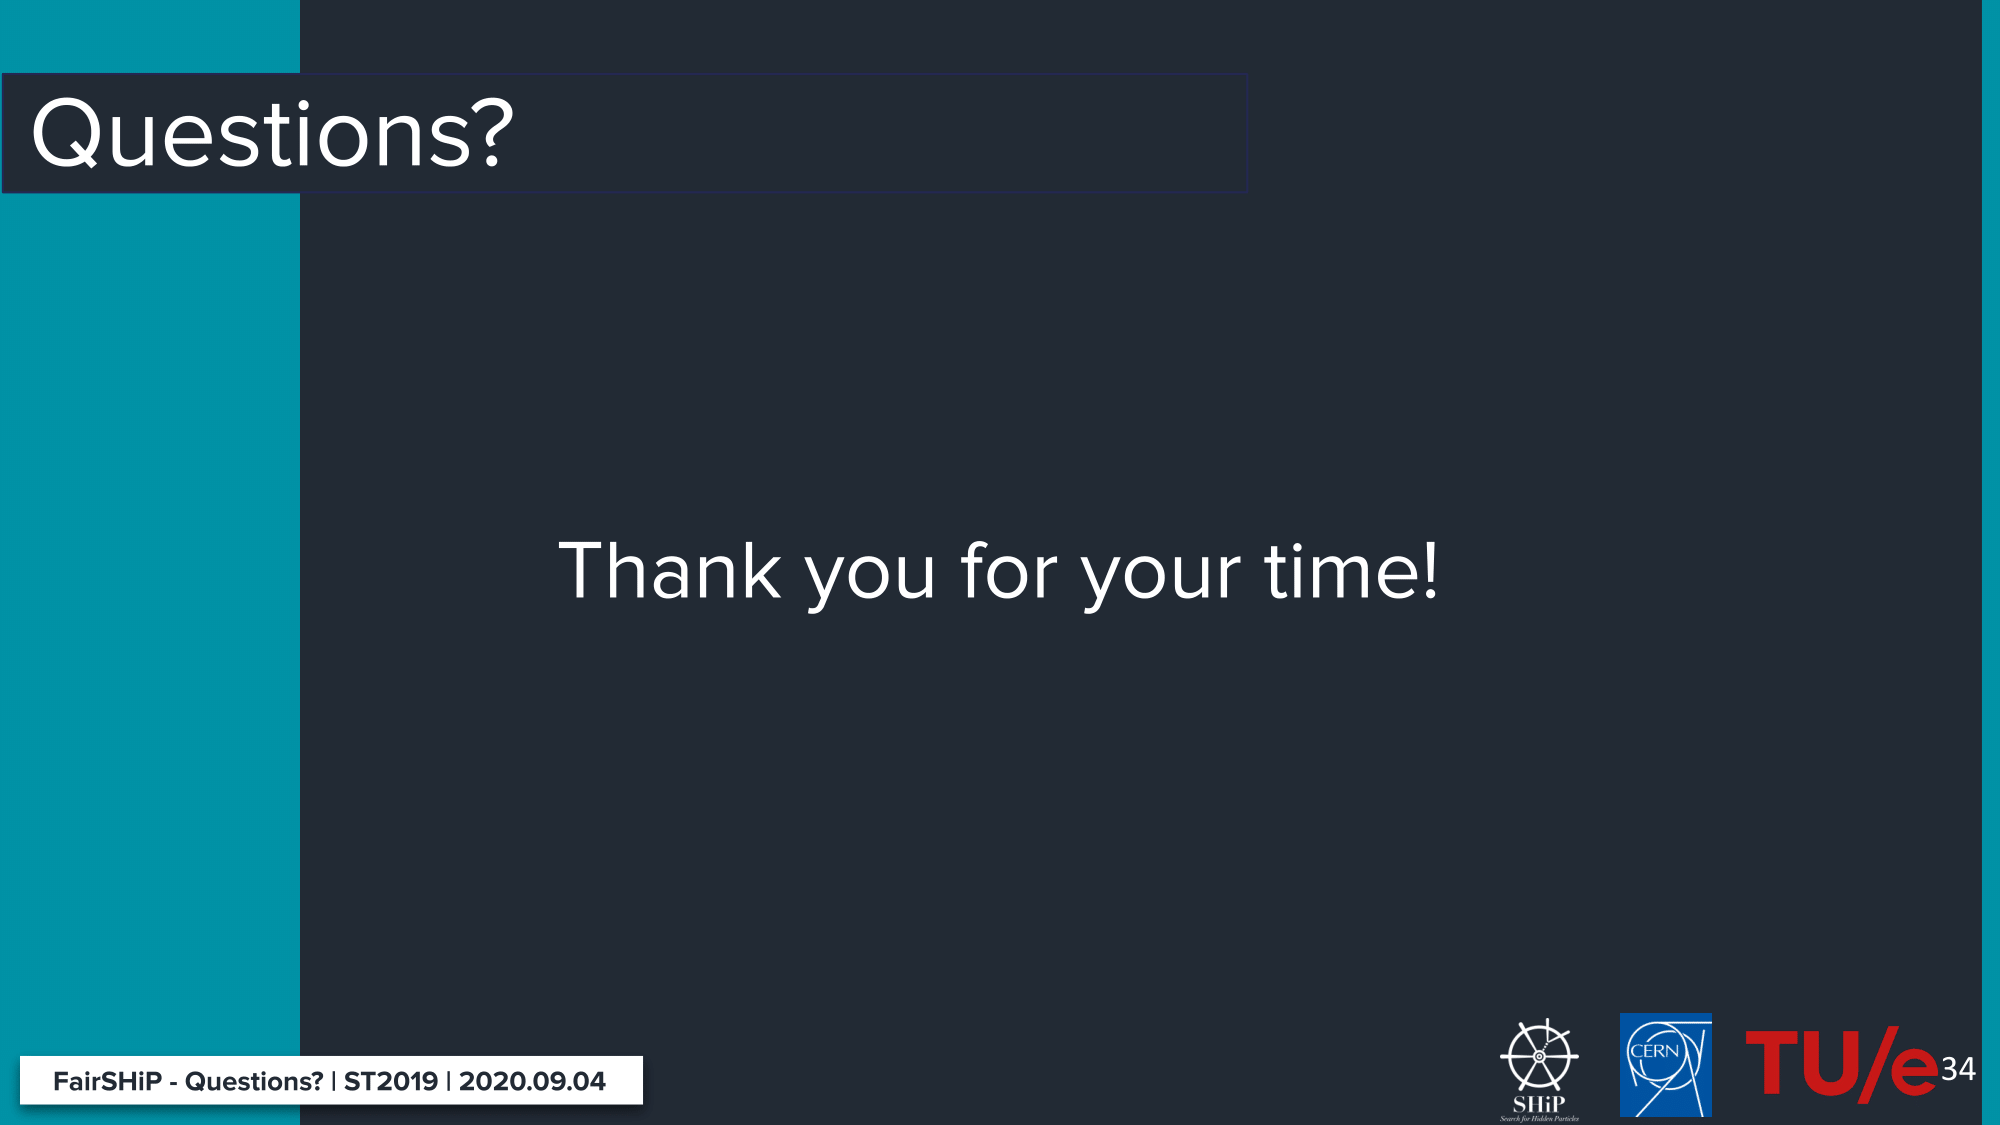 Questions?
Thank you for your time!
FairSHiP - Questions? | ST2019 | 2020.09.04
SHiP
Search for Hidden Particles
CERN
TU/e
34